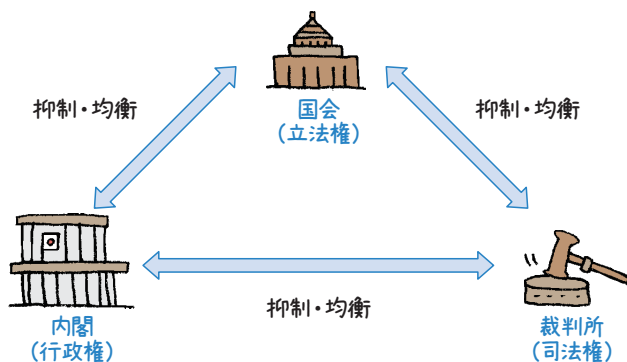 国会
(立法権)
抑制・均衡
抑制・均衡
内閣
(行政権)
抑制・均衡
裁判所
(司法権)